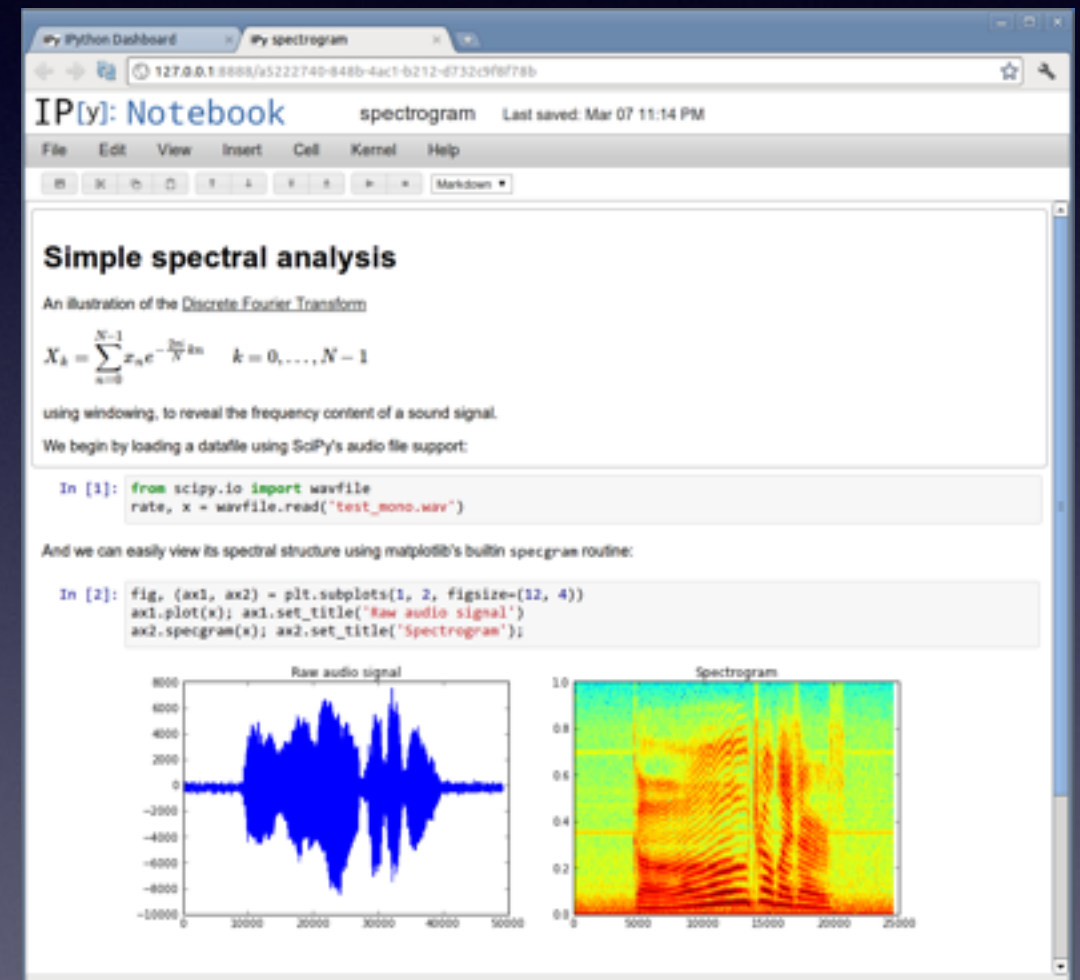 IPy IPython Dashboard
IPy spectrogram
127.0.0.1:8888/a5222740-848b-4ac1-b212-d732c9f8f78b
IP[y]: Notebook spectrogram Last saved: Mar 07 11:14 PM
File Edit View Insert Cell Kernel Help
Markdown
Simple spectral analysis
An illustration of the Discrete Fourier Transform
N−1
X_k = ∑ x_n e^{−\frac{2πi}{N}kn} k = 0, . . . , N − 1
n=0
using windowing, to reveal the frequency content of a sound signal.
We begin by loading a datafile using SciPy's audio file support:
In [1]: from scipy.io import wavfile
rate, x = wavfile.read('test_mono.wav')
And we can easily view its spectral structure using matplotlib's builtin specgram routine:
In [2]: fig, (ax1, ax2) = plt.subplots(1, 2, figsize=(12, 4))
ax1.plot(x); ax1.set_title('Raw audio signal')
ax2.specgram(x); ax2.set_title('Spectrogram');
Raw audio signal
8000
6000
4000
2000
0
−2000
−4000
−6000
−8000
−10000
0 10000 20000 30000 40000 50000
Spectrogram
1.0
0.8
0.6
0.4
0.2
0.0
0 5000 10000 15000 20000 25000